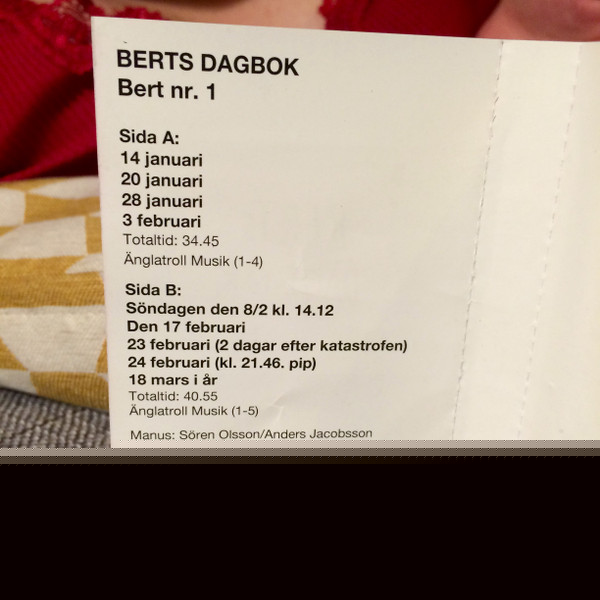 BERTS DAGBOK
Bert nr. 1
Sida A:
14 januari
20 januari
28 januari
3 februari
Totaltid: 34.45
Änglatroll Musik (1-4)
Sida B:
Söndagen den 8/2 kl. 14.12
Den 17 februari
23 februari (2 dagar efter katastrofen)
24 februari (kl. 21.46. pip)
18 mars i år
Totaltid: 40.55
Änglatroll Musik (1-5)
Manus: Sören Olsson/Anders Jacobsson